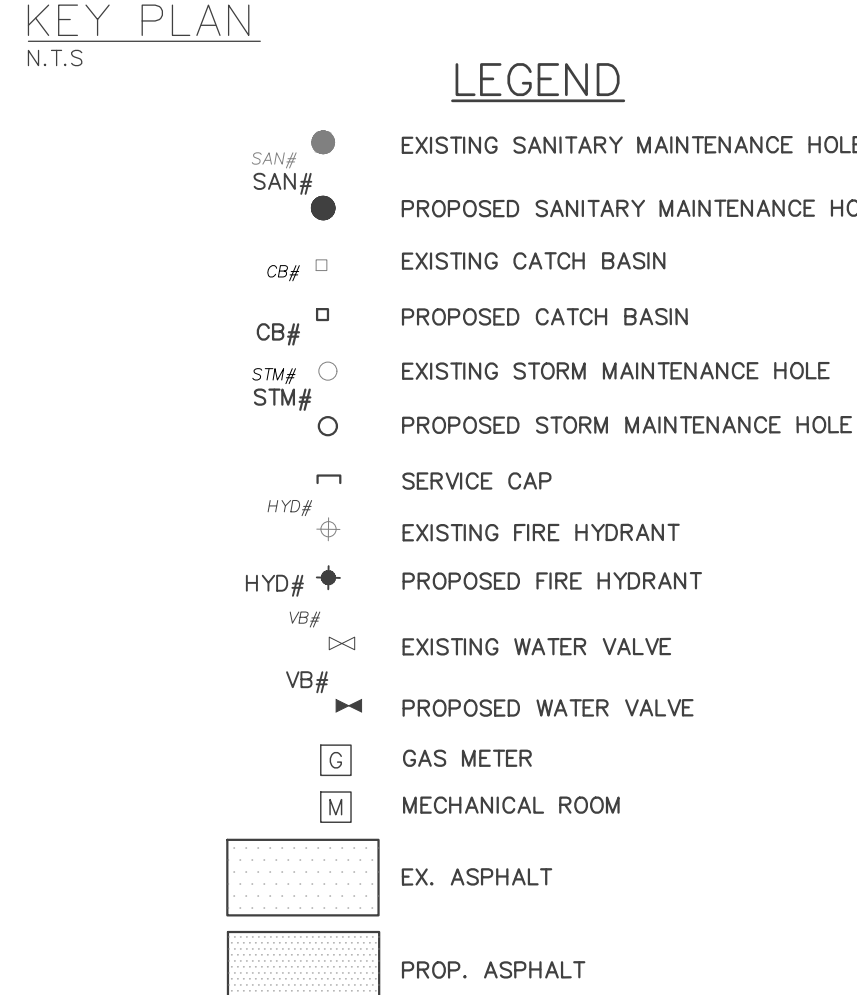 KEY PLAN
N.T.S
LEGEND
SAN# EXISTING SANITARY MAINTENANCE HOLE
SAN# PROPOSED SANITARY MAINTENANCE
CB# EXISTING CATCH BASIN
CB# PROPOSED CATCH BASIN
STM# EXISTING STORM MAINTENANCE HOLE
STM# PROPOSED STORM MAINTENANCE HOLE
SERVICE CAP
HYD# EXISTING FIRE HYDRANT
HYD# PROPOSED FIRE HYDRANT
VB# EXISTING WATER VALVE
VB# PROPOSED WATER VALVE
G GAS METER
M MECHANICAL ROOM
EX. ASPHALT
PROP. ASPHALT